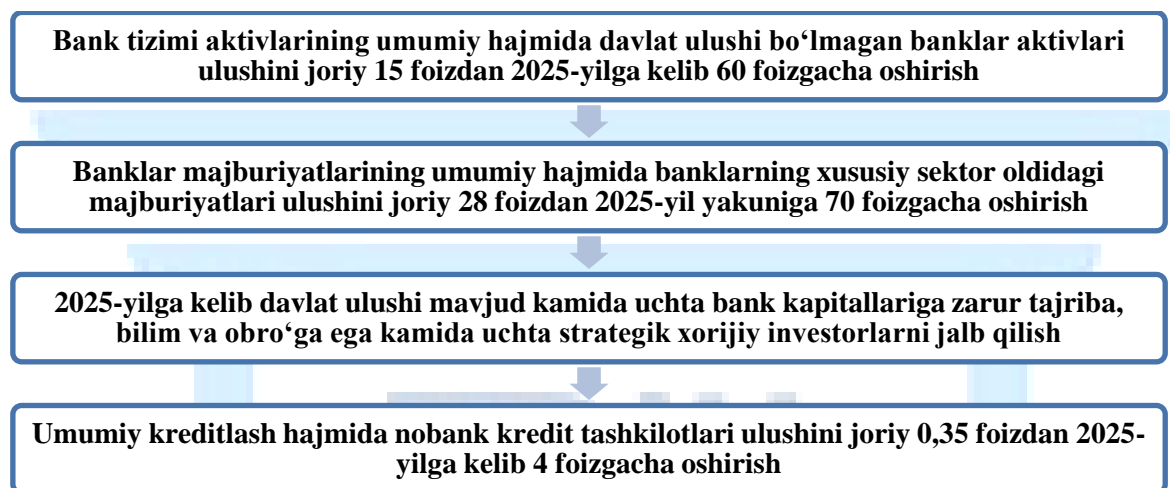 Bank tizimi aktivlarining umumiy hajmida davlat ulushi bo‘lmagan banklar aktivlari
ulushini joriy 15 foizdan 2025-yilga kelib 60 foizgacha oshirish
Banklar majburiyatlarining umumiy hajmida banklarning xususiy sektor oldidagi
majburiyatlari ulushini joriy 28 foizdan 2025-yil yakuniga 70 foizgacha oshirish
2025-yilga kelib davlat ulushi mavjud kamida uchta bank kapitallariga zarur tajriba,
bilim va obro‘ga ega kamida uchta strategik xorijiy investorlarni jalb qilish
Umumiy kreditlash hajmida nobank kredit tashkilotlari ulushini joriy 0,35 foizdan 2025-
yilga kelib 4 foizgacha oshirish